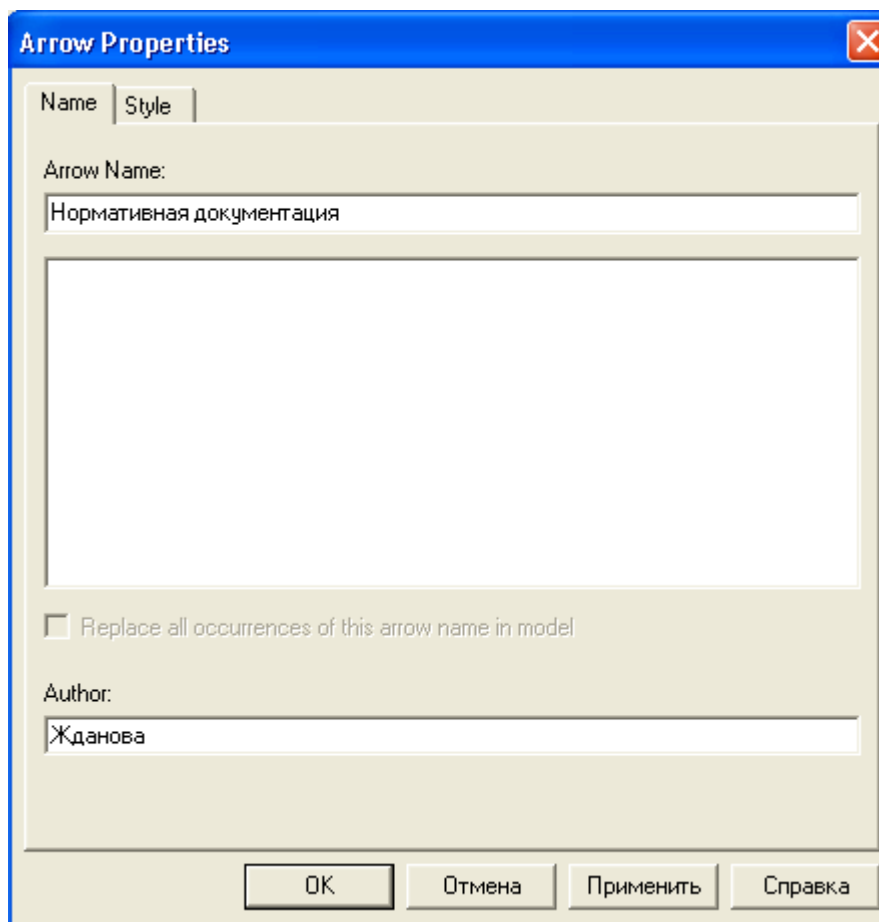 Arrow Properties
Name Style
Arrow Name:
Нормативная документация
Replace all occurrences of this arrow name in model
Author:
Жданова
OK Отмена Применить Справка